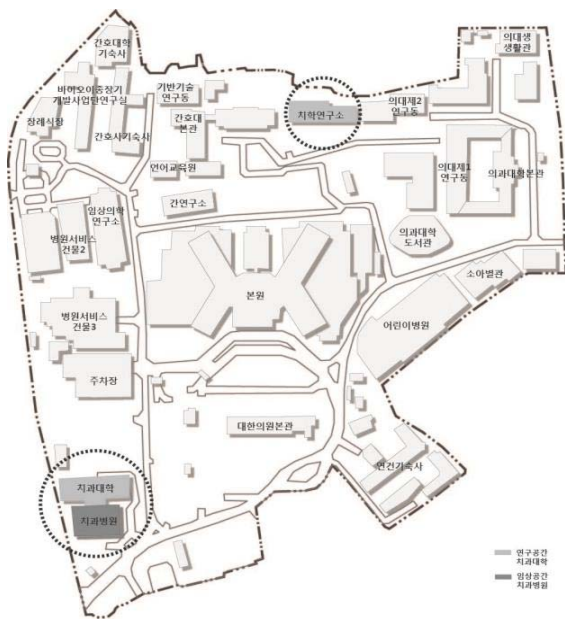 간호대학
기숙사
의대생
생활관
바이오이종장기
개발사업단연구실
기반기술
연구동
장례식장
간호사기숙사
간호대
본관
치학연구소
의대제2
연구동
언어교육원
의대제1
연구동
의과대학본관
간연구소
임상의학
연구소
병원서비스
건물2
의과대학
도서관
소아별관
본원
병원서비스
건물3
어린이병원
주차장
대한의원본관
연건기숙사
치과대학
치과병원
연구공간
치과대학
임상공간
치과병원